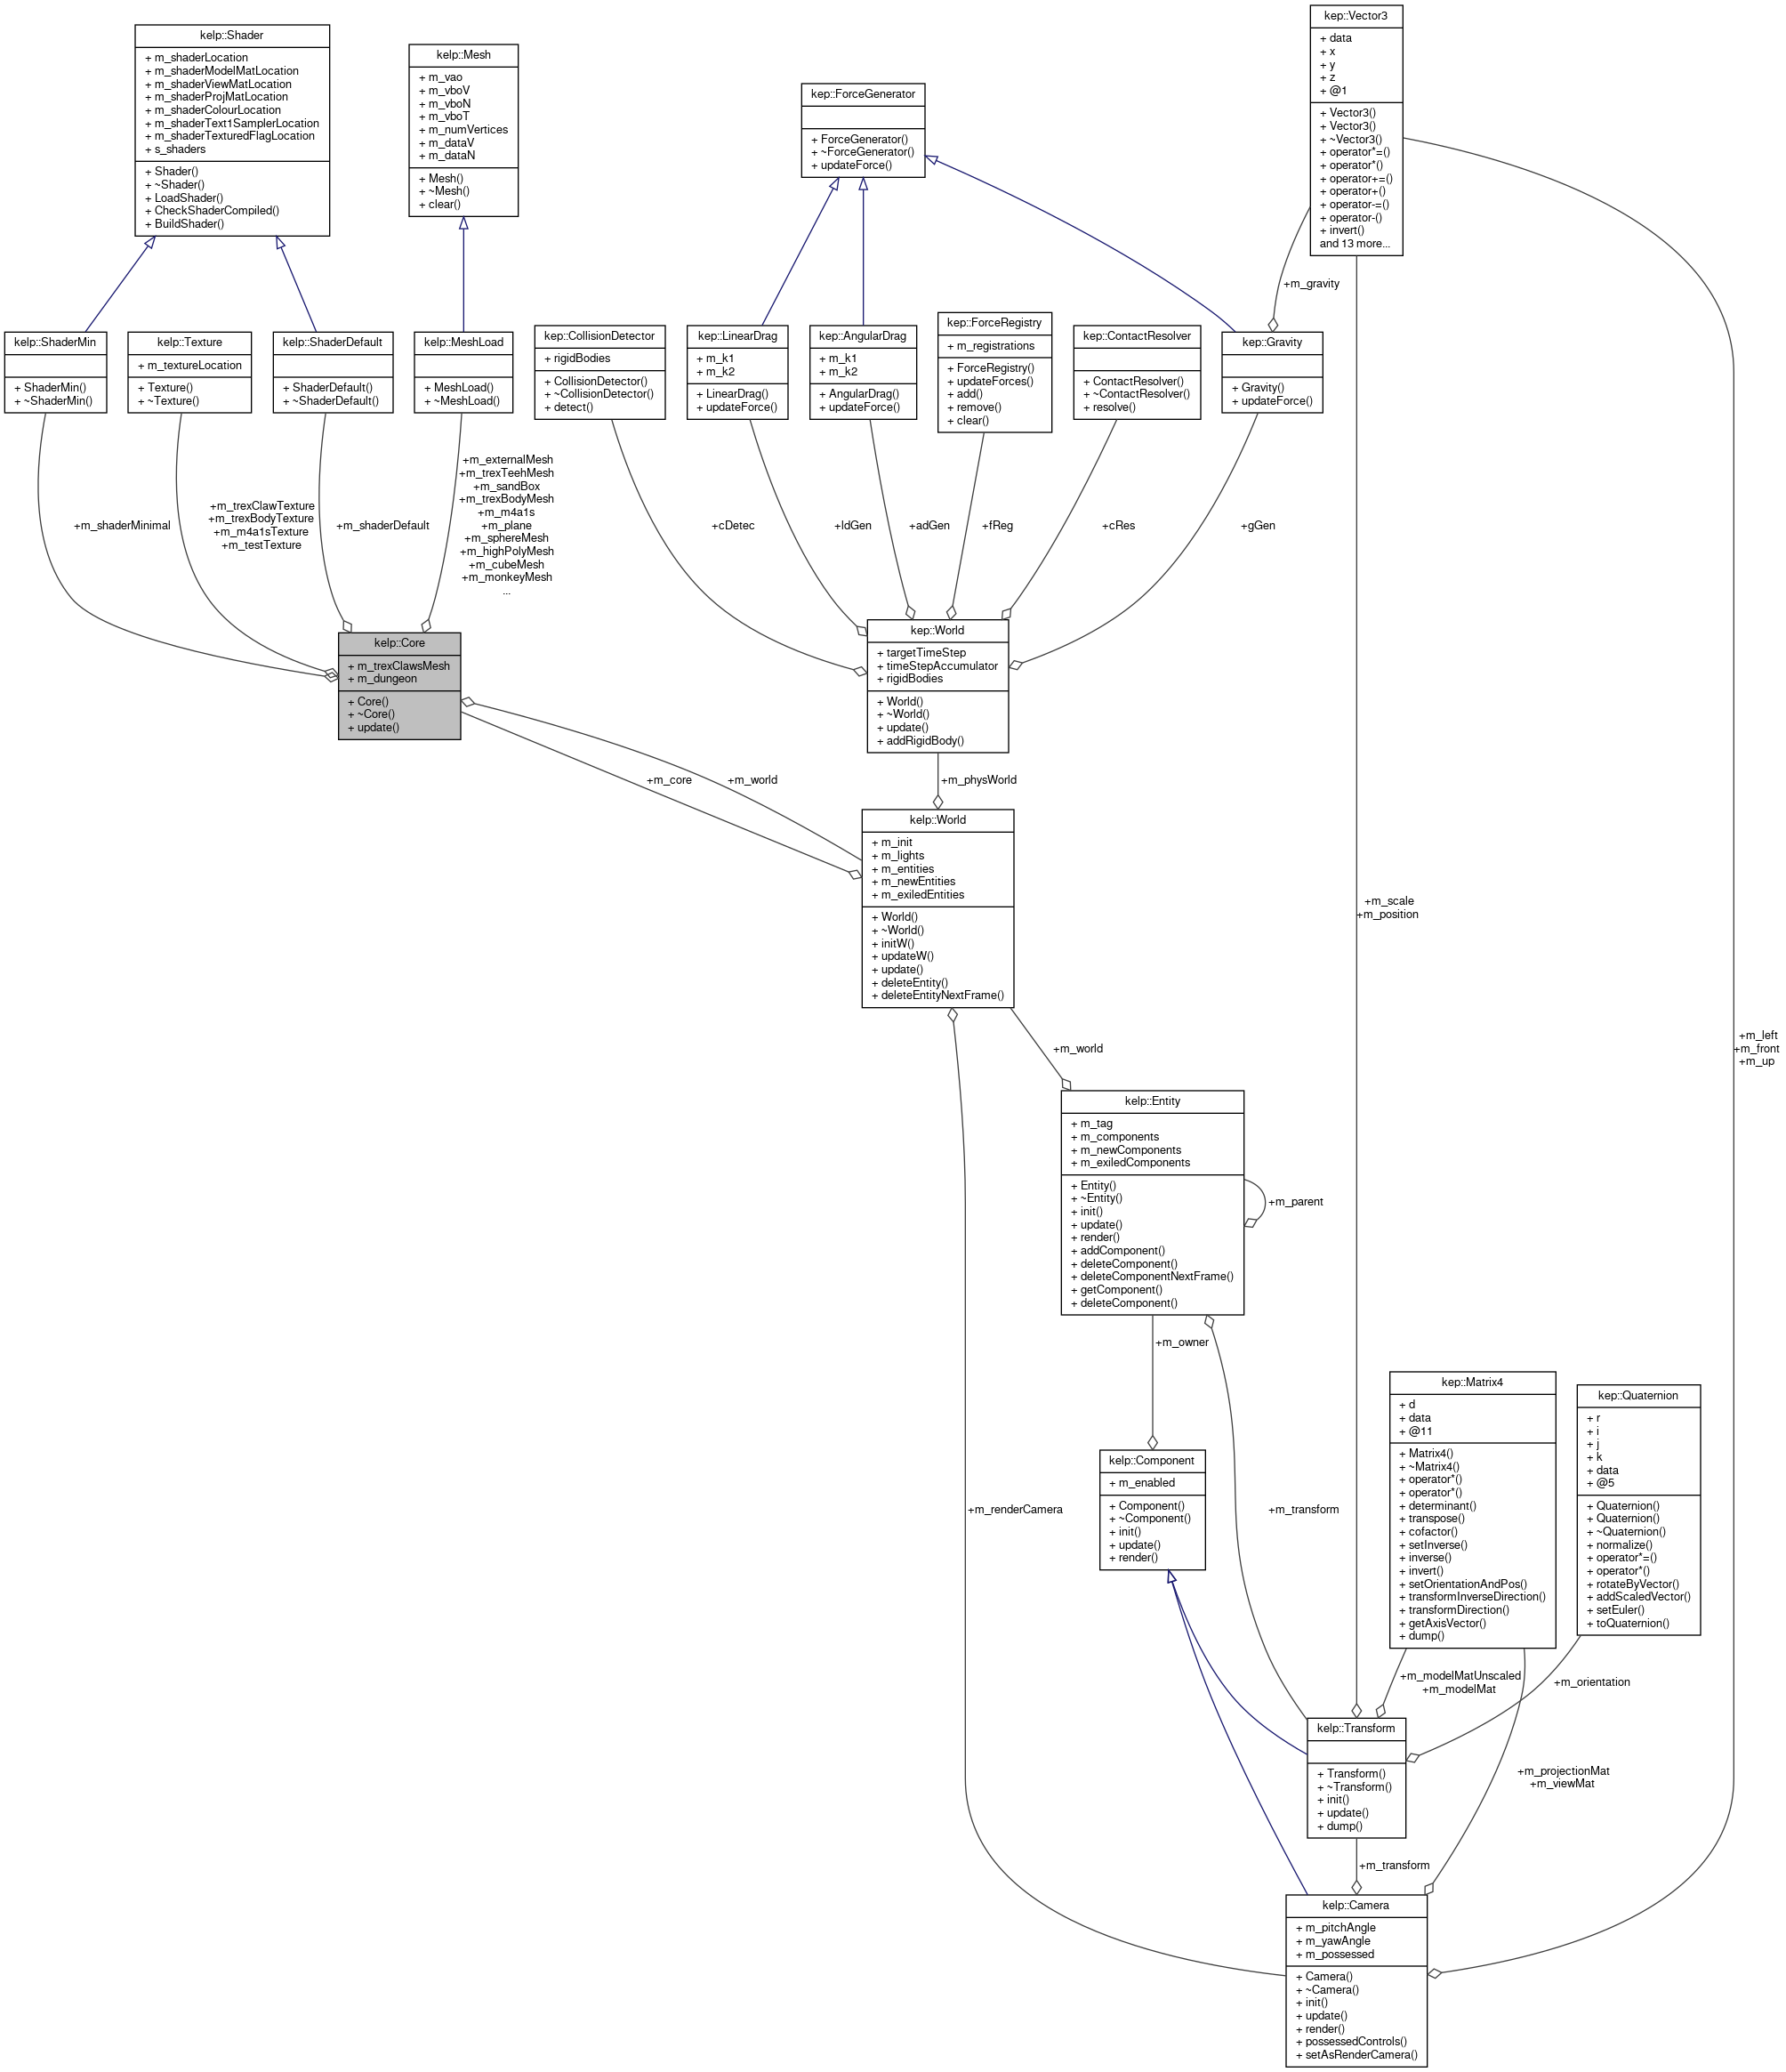 kelp::Shader
+ m_shaderLocation
+ m_shaderModelMatLocation
+ m_shaderViewMatLocation
+ m_shaderProjMatLocation
+ m_shaderColourLocation
+ m_shaderText1SamplerLocation
+ m_shaderTexturedFlagLocation
+ s_shaders
+ Shader()
+ ~Shader()
+ LoadShader()
+ CheckShaderCompiled()
+ BuildShader()
kelp::Mesh
+ m_vao
+ m_vboV
+ m_vboN
+ m_vboT
+ m_numVertices
+ m_dataV
+ m_dataN
+ Mesh()
+ ~Mesh()
+ clear()
kep::ForceGenerator
+ ForceGenerator()
+ ~ForceGenerator()
+ updateForce()
kep::Vector3
+ data
+ x
+ y
+ z
+ @1
+ Vector3()
+ Vector3()
+ ~Vector3()
+ operator*=()
+ operator*()
+ operator+=()
+ operator+()
+ operator-=()
+ operator-()
+ invert()
and 13 more...
+m_gravity
kelp::ShaderMin
+ ShaderMin()
+ ~ShaderMin()
kelp::Texture
+ m_textureLocation
+ Texture()
+ ~Texture()
kelp::ShaderDefault
+ ShaderDefault()
+ ~ShaderDefault()
kelp::MeshLoad
+ MeshLoad()
+ ~MeshLoad()
kep::CollisionDetector
+ rigidBodies
+ CollisionDetector()
+ ~CollisionDetector()
+ detect()
kep::LinearDrag
+ m_k1
+ m_k2
+ LinearDrag()
+ updateForce()
kep::AngularDrag
+ m_k1
+ m_k2
+ AngularDrag()
+ updateForce()
kep::ForceRegistry
+ m_registrations
+ ForceRegistry()
+ updateForces()
+ add()
+ remove()
+ clear()
kep::ContactResolver
+ ContactResolver()
+ ~ContactResolver()
+ resolve()
kep::Gravity
+ Gravity()
+ updateForce()
+m_shaderMinimal
+m_trexClawTexture
+m_trexBodyTexture
+m_m4a1sTexture
+m_testTexture
+m_shaderDefault
+m_externalMesh
+m_trexTeehMesh
+m_sandBox
+m_trexBodyMesh
+m_m4a1s
+m_plane
+m_sphereMesh
+m_highPolyMesh
+m_cubeMesh
+m_monkeyMesh
...
+cDetec
+ldGen
+adGen
+fReg
+cRes
+gGen
kelp::Core
+ m_trexClawsMesh
+ m_dungeon
+ Core()
+ ~Core()
+ update()
kep::World
+ targetTimeStep
+ timeStepAccumulator
+ rigidBodies
+ World()
+ ~World()
+ update()
+ addRigidBody()
+m_core
+m_world
+m_physWorld
kelp::World
+ m_init
+ m_lights
+ m_entities
+ m_newEntities
+ m_exiledEntities
+ World()
+ ~World()
+ initW()
+ updateW()
+ update()
+ deleteEntity()
+ deleteEntityNextFrame()
+m_scale
+m_position
+m_left
+m_front
+m_up
+m_world
kelp::Entity
+ m_tag
+ m_components
+ m_newComponents
+ m_exiledComponents
+ Entity()
+ ~Entity()
+ init()
+ update()
+ render()
+ addComponent()
+ deleteComponent()
+ deleteComponentNextFrame()
+ getComponent()
+ deleteComponent()
+m_parent
+m_owner
kelp::Component
+ m_enabled
+ Component()
+ ~Component()
+ init()
+ update()
+ render()
+m_renderCamera
+m_transform
kep::Matrix4
+ d
+ data
+ @11
+ Matrix4()
+ ~Matrix4()
+ operator*()
+ operator*()
+ determinant()
+ transpose()
+ cofactor()
+ setInverse()
+ inverse()
+ invert()
+ setOrientationAndPos()
+ transformInverseDirection()
+ transformDirection()
+ getAxisVector()
+ dump()
kep::Quaternion
+ r
+ i
+ j
+ k
+ data
+ @5
+ Quaternion()
+ Quaternion()
+ ~Quaternion()
+ normalize()
+ operator*=()
+ operator*()
+ rotateByVector()
+ addScaledVector()
+ setEuler()
+ toQuaternion()
+m_modelMatUnscaled
+m_modelMat
+m_orientation
kelp::Transform
+ Transform()
+ ~Transform()
+ init()
+ update()
+ dump()
+m_projectionMat
+m_viewMat
+m_transform
kelp::Camera
+ m_pitchAngle
+ m_yawAngle
+ m_possessed
+ Camera()
+ ~Camera()
+ init()
+ update()
+ render()
+ possessedControls()
+ setAsRenderCamera()